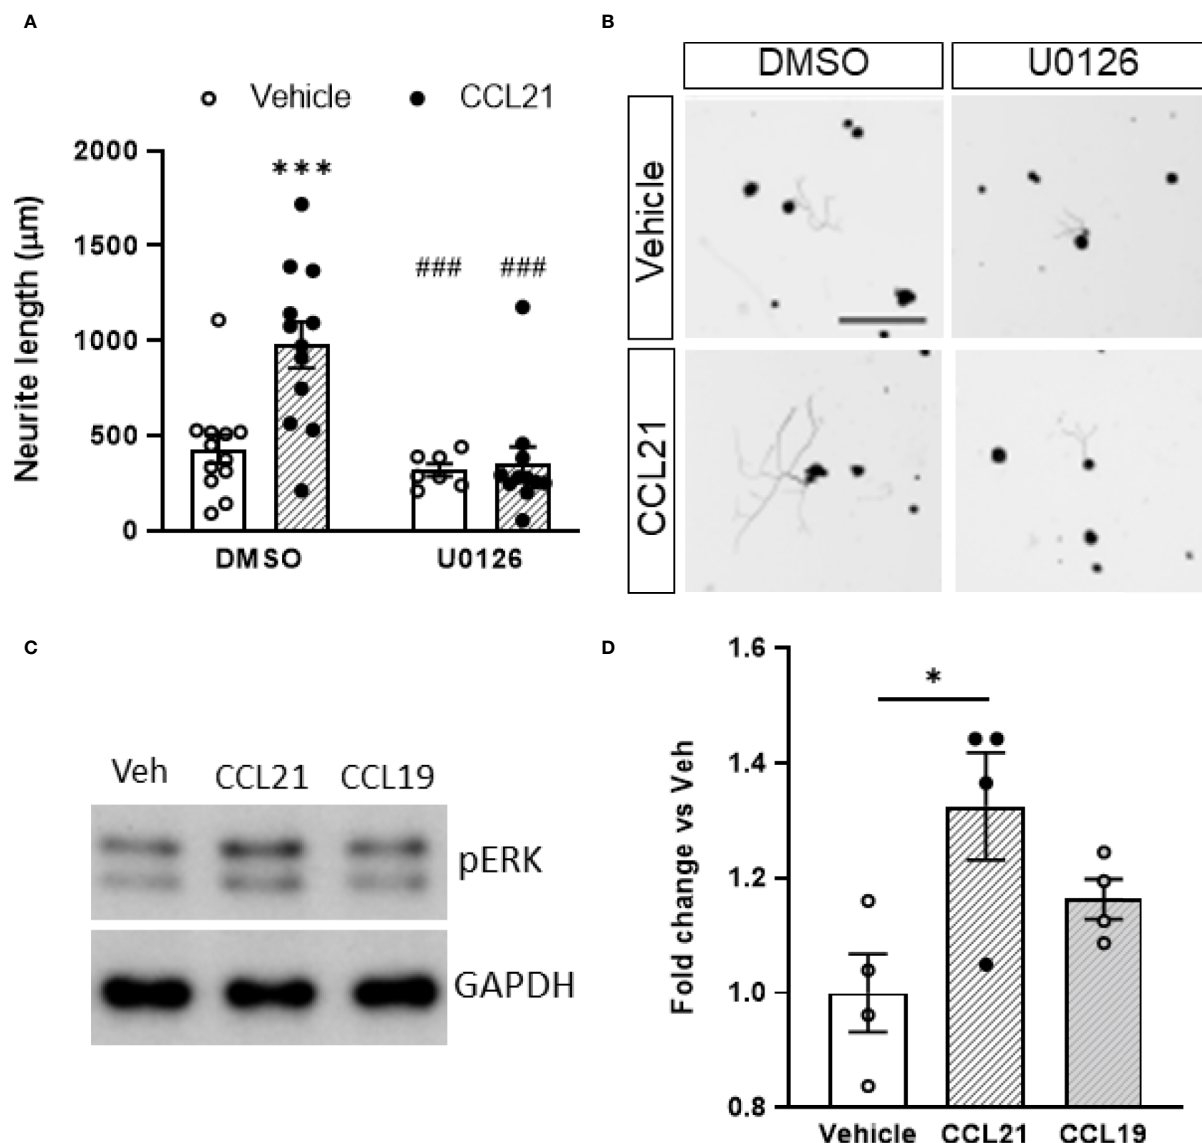 A
Vehicle CCL21
Neurite length (μm)
2000
1500
1000
500
0
***
### ###
DMSO U0126
B
DMSO U0126
Vehicle
CCL21
C
Veh CCL21 CCL19
pERK
GAPDH
D
Fold change vs Veh
1.6
1.4
1.2
1.0
0.8
*
Vehicle CCL21 CCL19